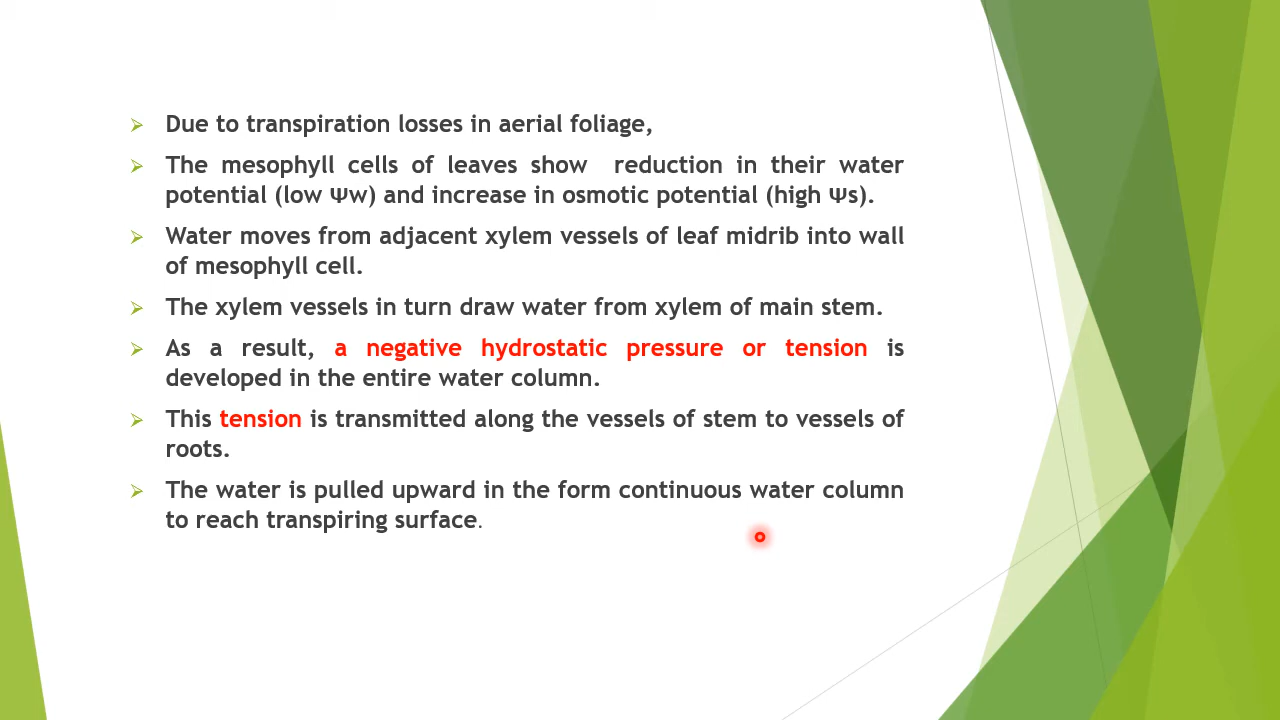 Due to transpiration losses in aerial foliage,
The mesophyll cells of leaves show reduction in their water
potential (low Ψw) and increase in osmotic potential (high Ψs).
Water moves from adjacent xylem vessels of leaf midrib into wall
of mesophyll cell.
The xylem vessels in turn draw water from xylem of main stem.
As a result, a negative hydrostatic pressure or tension is
developed in the entire water column.
This tension is transmitted along the vessels of stem to vessels of
roots.
The water is pulled upward in the form continuous water column
to reach transpiring surface.